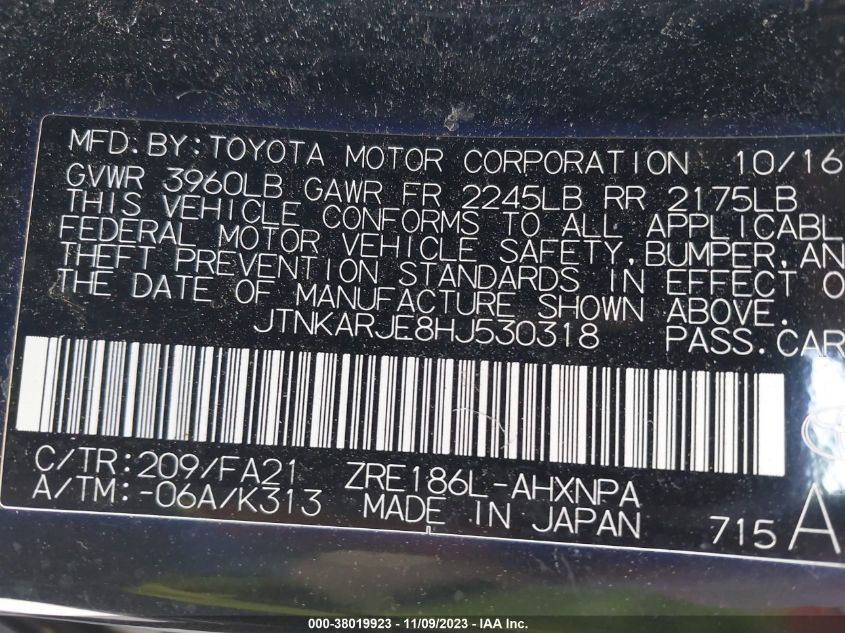 MFD.BY:TOYOTA MOTOR CORPORATION 10/16
GVWR 3960LB GAWR FR 2245LB RR 2175LB
THIS VEHICLE CONFORMS TO ALL APPLICABL
FEDERAL MOTOR VEHICLE SAFETY, BUMPER, AN
THEFT PREVENTION STANDARDS IN EFFECT O
THE DATE OF MANUFACTURE SHOWN ABOVE.
JTNKARJE8HJ530318 PASS.CAR
C/TR:209/FA21 ZRE186L-AHXNPA
A/TM:-06A/K313 MADE IN JAPAN 715 A
000-38019923 - 11/09/2023 - IAA Inc.